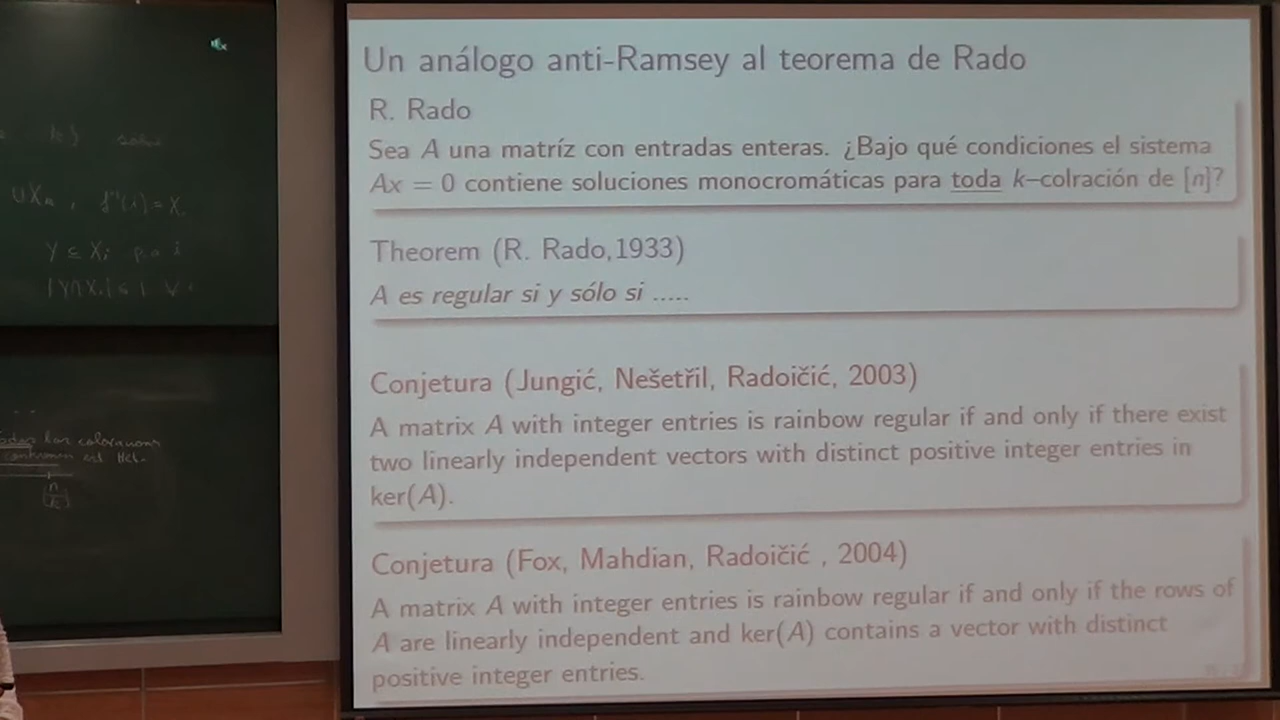 Un análogo anti-Ramsey al teorema de Rado
R. Rado
Sea A una matríz con entradas enteras. ¿Bajo qué condiciones el sistema
Ax = 0 contiene soluciones monocromáticas para toda k–colración de [n]?
Theorem (R. Rado,1933)
A es regular si y sólo si .....
Conjetura (Jungić, Nešetřil, Radoičić, 2003)
A matrix A with integer entries is rainbow regular if and only if there exist
two linearly independent vectors with distinct positive integer entries in
ker(A).
Conjetura (Fox, Mahdian, Radoičić , 2004)
A matrix A with integer entries is rainbow regular if and only if the rows of
A are linearly independent and ker(A) contains a vector with distinct
positive integer entries.